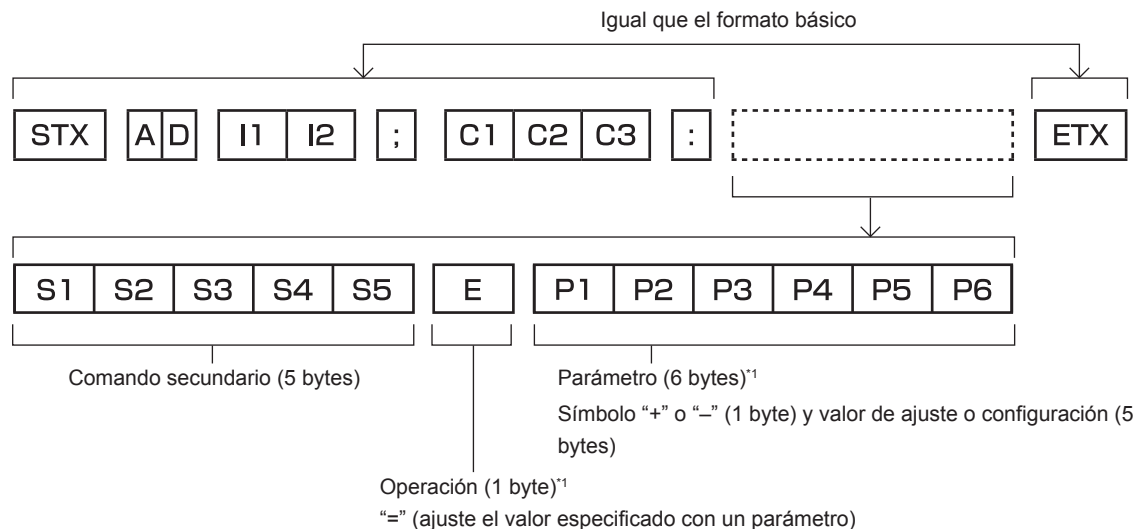 Igual que el formato básico
STX A D I1 I2 ; C1 C2 C3 : ETX
S1 S2 S3 S4 S5 E P1 P2 P3 P4 P5 P6
Comando secundario (5 bytes)
Parámetro (6 bytes)*1
Símbolo “+” o “–” (1 byte) y valor de ajuste o configuración (5
bytes)
Operación (1 byte)*1
“=” (ajuste el valor especificado con un parámetro)